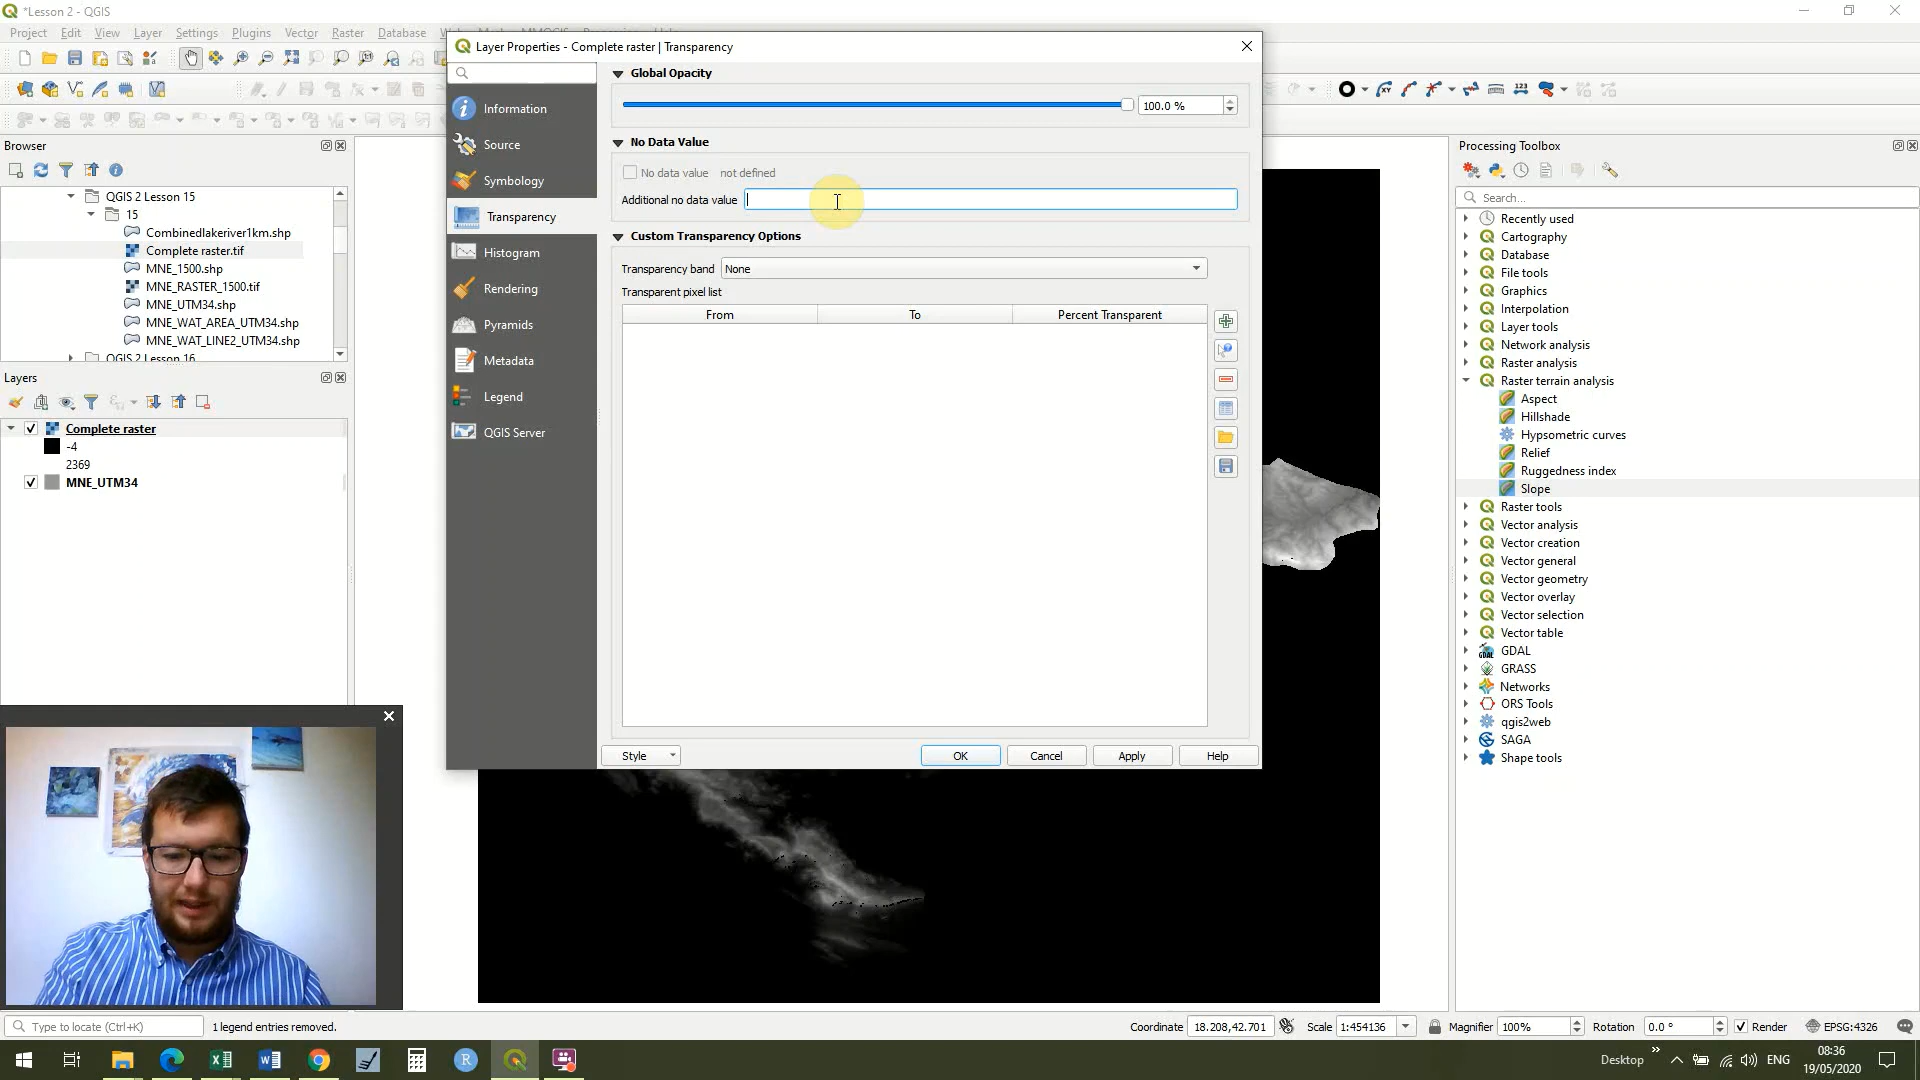 *Lesson 2 - QGIS
Project Edit View Layer Settings Plugins Vector Raster Database
Layer Properties - Complete raster | Transparency
Browser
QGIS 2 Lesson 15
15
Combinedlakeriver1km.shp
Complete raster.tif
MNE_1500.shp
MNE_RASTER_1500.tif
MNE_UTM34.shp
MNE_WAT_AREA_UTM34.shp
MNE_WAT_LINE2_UTM34.shp
QGIS 2 Lesson 16
Layers
Complete raster
-4
2369
MNE_UTM34
Information
Source
Symbology
Transparency
Histogram
Rendering
Pyramids
Metadata
Legend
QGIS Server
Global Opacity
100.0 %
No Data Value
No data value not defined
Additional no data value
Custom Transparency Options
Transparency band None
Transparent pixel list
From To Percent Transparent
Style OK Cancel Apply Help
Processing Toolbox
Search...
Recently used
Cartography
Database
File tools
Graphics
Interpolation
Layer tools
Network analysis
Raster analysis
Raster terrain analysis
Aspect
Hillshade
Hypsometric curves
Relief
Ruggedness index
Slope
Raster tools
Vector analysis
Vector creation
Vector general
Vector geometry
Vector overlay
Vector selection
Vector table
GDAL
GRASS
Networks
ORS Tools
qgis2web
SAGA
Shape tools
Type to locate (Ctrl+K) 1 legend entries removed. Coordinate 18.208,42.701 Scale 1:454136 Magnifier 100% Rotation 0.0 ° Render EPSG:4326
Desktop ENG 08:36
19/05/2020